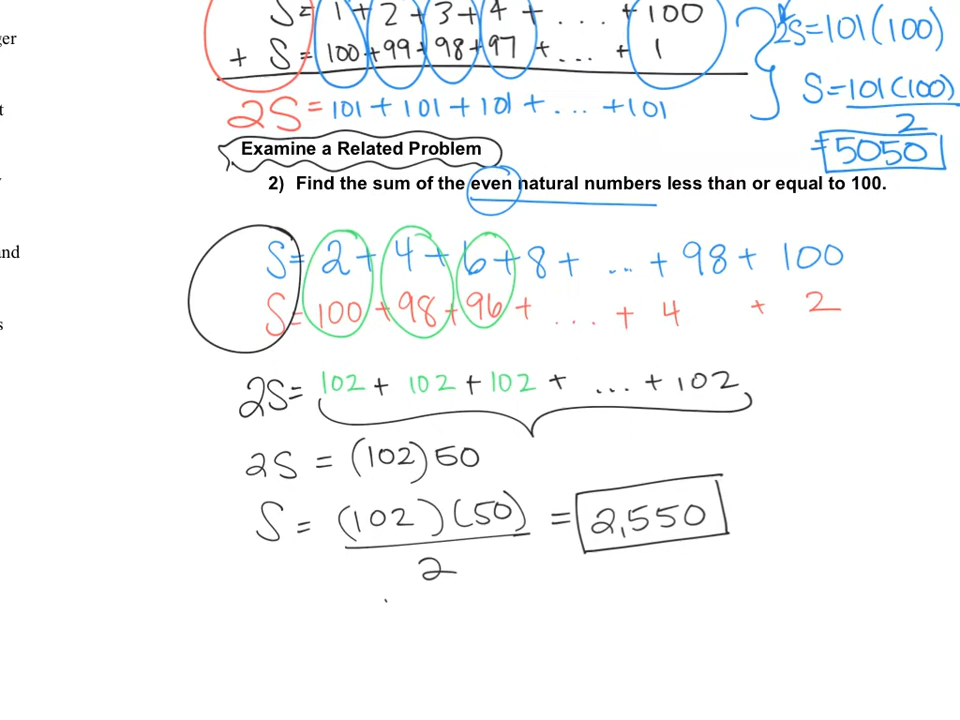 ger
S = 1 + 2 + 3 + 4 + . . . + 100
2S = 101(100)
+ S = 100 + 99 + 98 + 97 + ... + 1
t
2S = 101 + 101 + 101 + ... + 101
S = 101(100)
2
= 5050
Examine a Related Problem
2) Find the sum of the even natural numbers less than or equal to 100.
nd
S = 2 + 4 + 6 + 8 + ... + 98 + 100
S = 100 + 98 + 96 + ... + 4 + 2
s
2S = 102 + 102 + 102 + ... + 102
2S = (102) 50
S = (102)(50) = 2,550
2